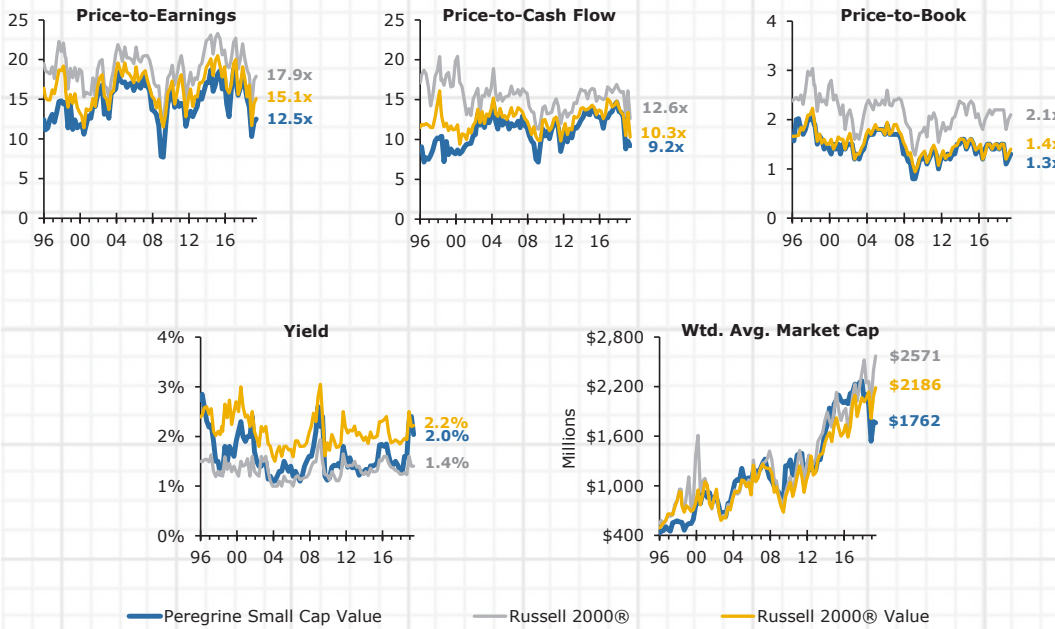 Price-to-Earnings
25
20
15
10
5
0
96 00 04 08 12 16
17.9x
15.1x
12.5x
Price-to-Cash Flow
25
20
15
10
5
0
96 00 04 08 12 16
12.6x
10.3x
9.2x
Price-to-Book
4
3
2
1
0
96 00 04 08 12 16
2.1x
1.4x
1.3x
Yield
4%
3%
2%
1%
0%
96 00 04 08 12 16
2.2%
2.0%
1.4%
Wtd. Avg. Market Cap
Millions
$2,800
$2,200
$1,600
$1,000
$400
96 00 04 08 12 16
$2571
$2186
$1762
Peregrine Small Cap Value Russell 2000® Russell 2000® Value